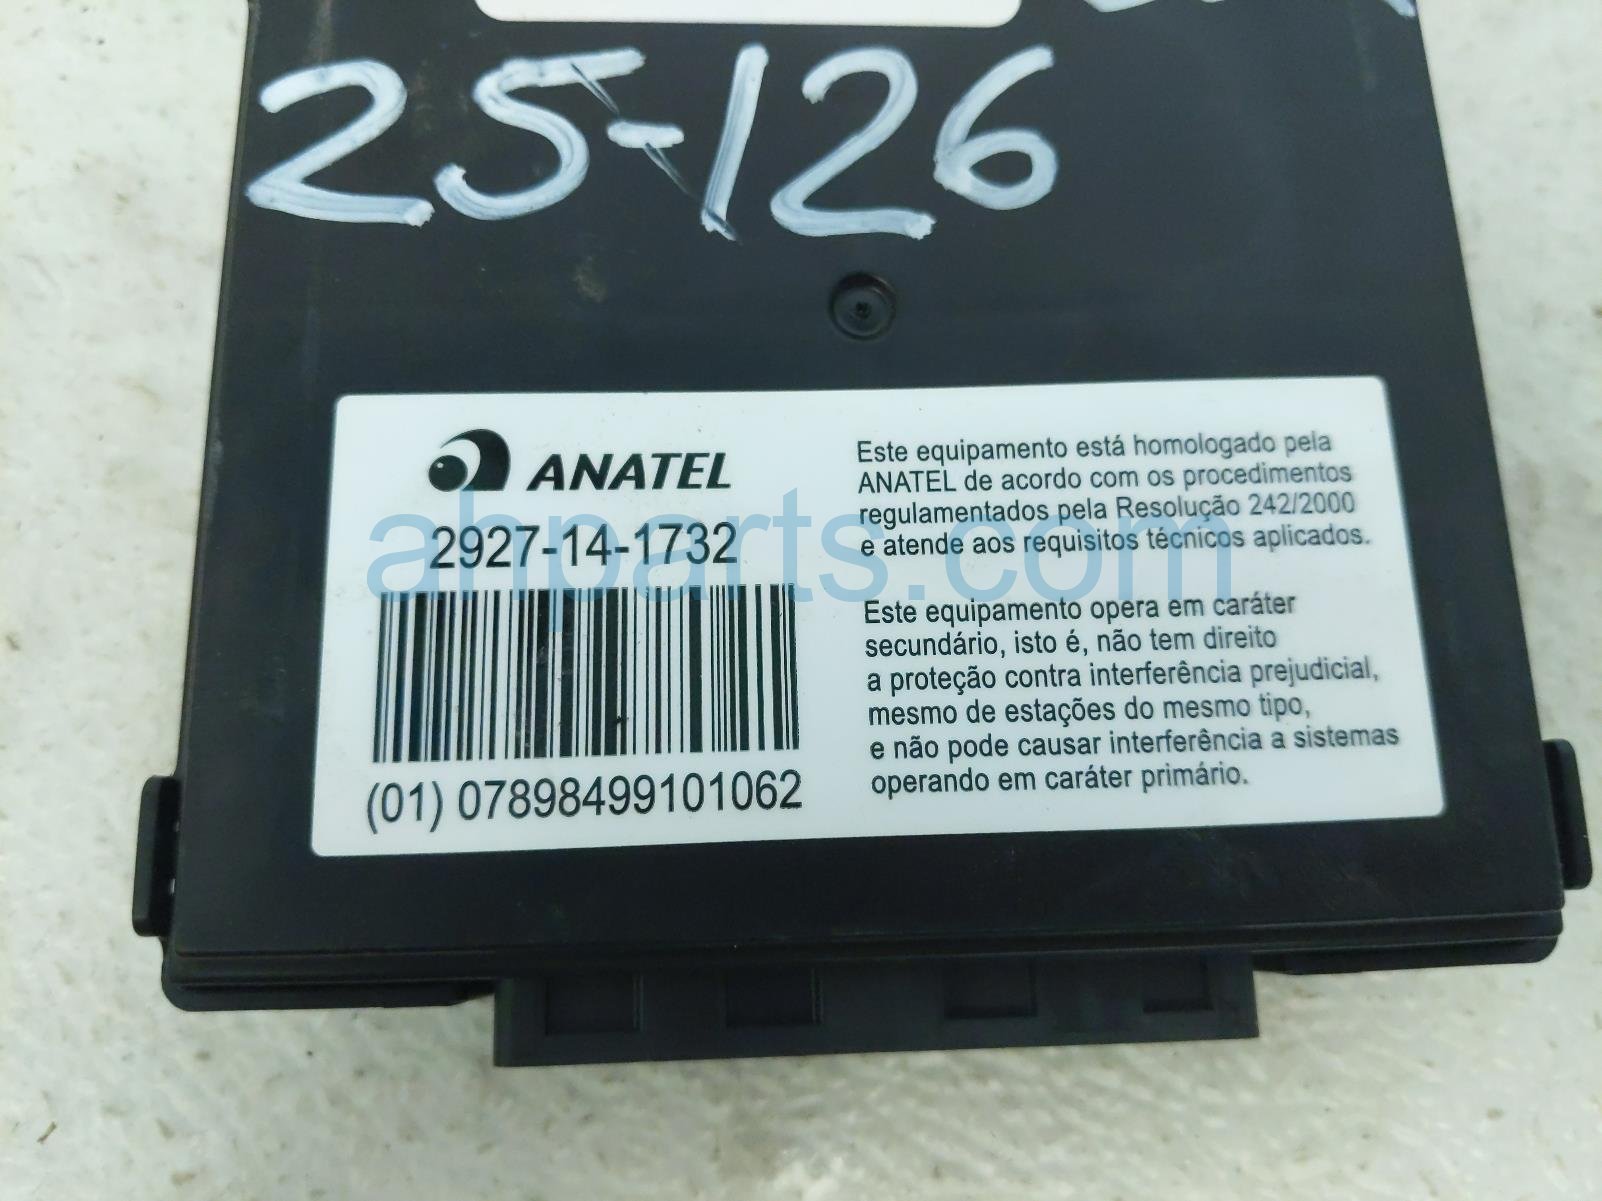 25-126
ANATEL
2927-14-1732
(01) 07898499101062
Este equipamento está homologado pela
ANATEL de acordo com os procedimentos
regulamentados pela Resolução 242/2000
e atende aos requisitos técnicos aplicados.
Este equipamento opera em caráter
secundário, isto é, não tem direito
a proteção contra interferência prejudicial,
mesmo de estações do mesmo tipo,
e não pode causar interferência a sistemas
operando em caráter primário.
ahparts.com